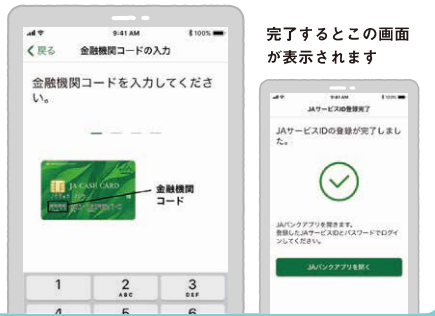 9:41 AM
100%
戻る
金融機関コードの入力
金融機関コードを入力してくださ
い。
JA CASH CARD
金融機関
コード
1
2
ABC
3
DEF
4
5
6
完了するとこの画面
が表示されます
9:41 AM
100%
JAサービスID登録完了
JAサービスIDの登録が完了しまし
た。
JAバンクアプリを開きます。
登録したJAサービスIDとパスワードでログイ
ンしてください。
JAバンクアプリを開く